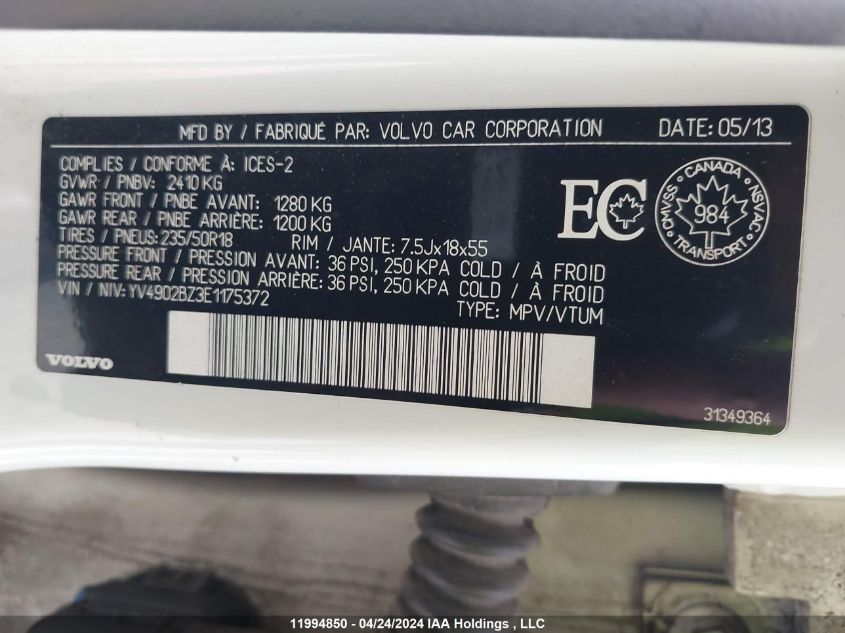 MFD BY / FABRIQUÉ PAR: VOLVO CAR CORPORATION DATE: 05/13
COMPLIES / CONFORME À: ICES-2
GVWR / PNBV: 2410 KG
GAWR FRONT / PNBE AVANT: 1280 KG
GAWR REAR / PNBE ARRIÈRE: 1200 KG
TIRES / PNEUS: 235/50R18 RIM / JANTE: 7.5Jx18x55
PRESSURE FRONT / PRESSION AVANT: 36 PSI, 250 KPA COLD / À FROID
PRESSURE REAR / PRESSION ARRIÈRE: 36 PSI, 250 KPA COLD / À FROID
VIN / NIV: YV4902BZ3E1175372
TYPE: MPV/VTUM
EC
CANADA
CMVSS 984 NSVAC
TRANSPORT
VOLVO
31349364
11994850 - 04/24/2024 IAA Holdings , LLC